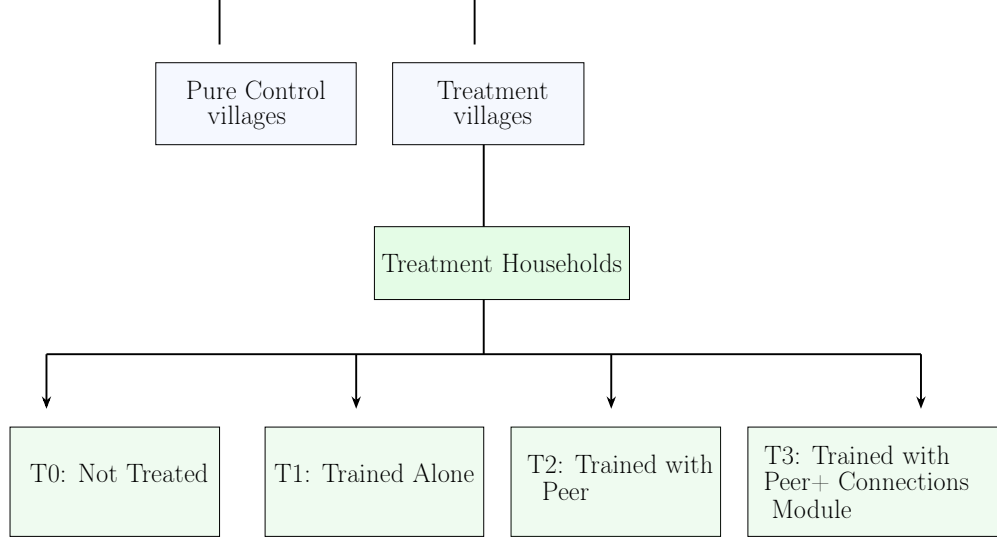 Pure Control
villages
Treatment
villages
Treatment Households
T0: Not Treated
T1: Trained Alone
T2: Trained with
Peer
T3: Trained with
Peer+ Connections
Module